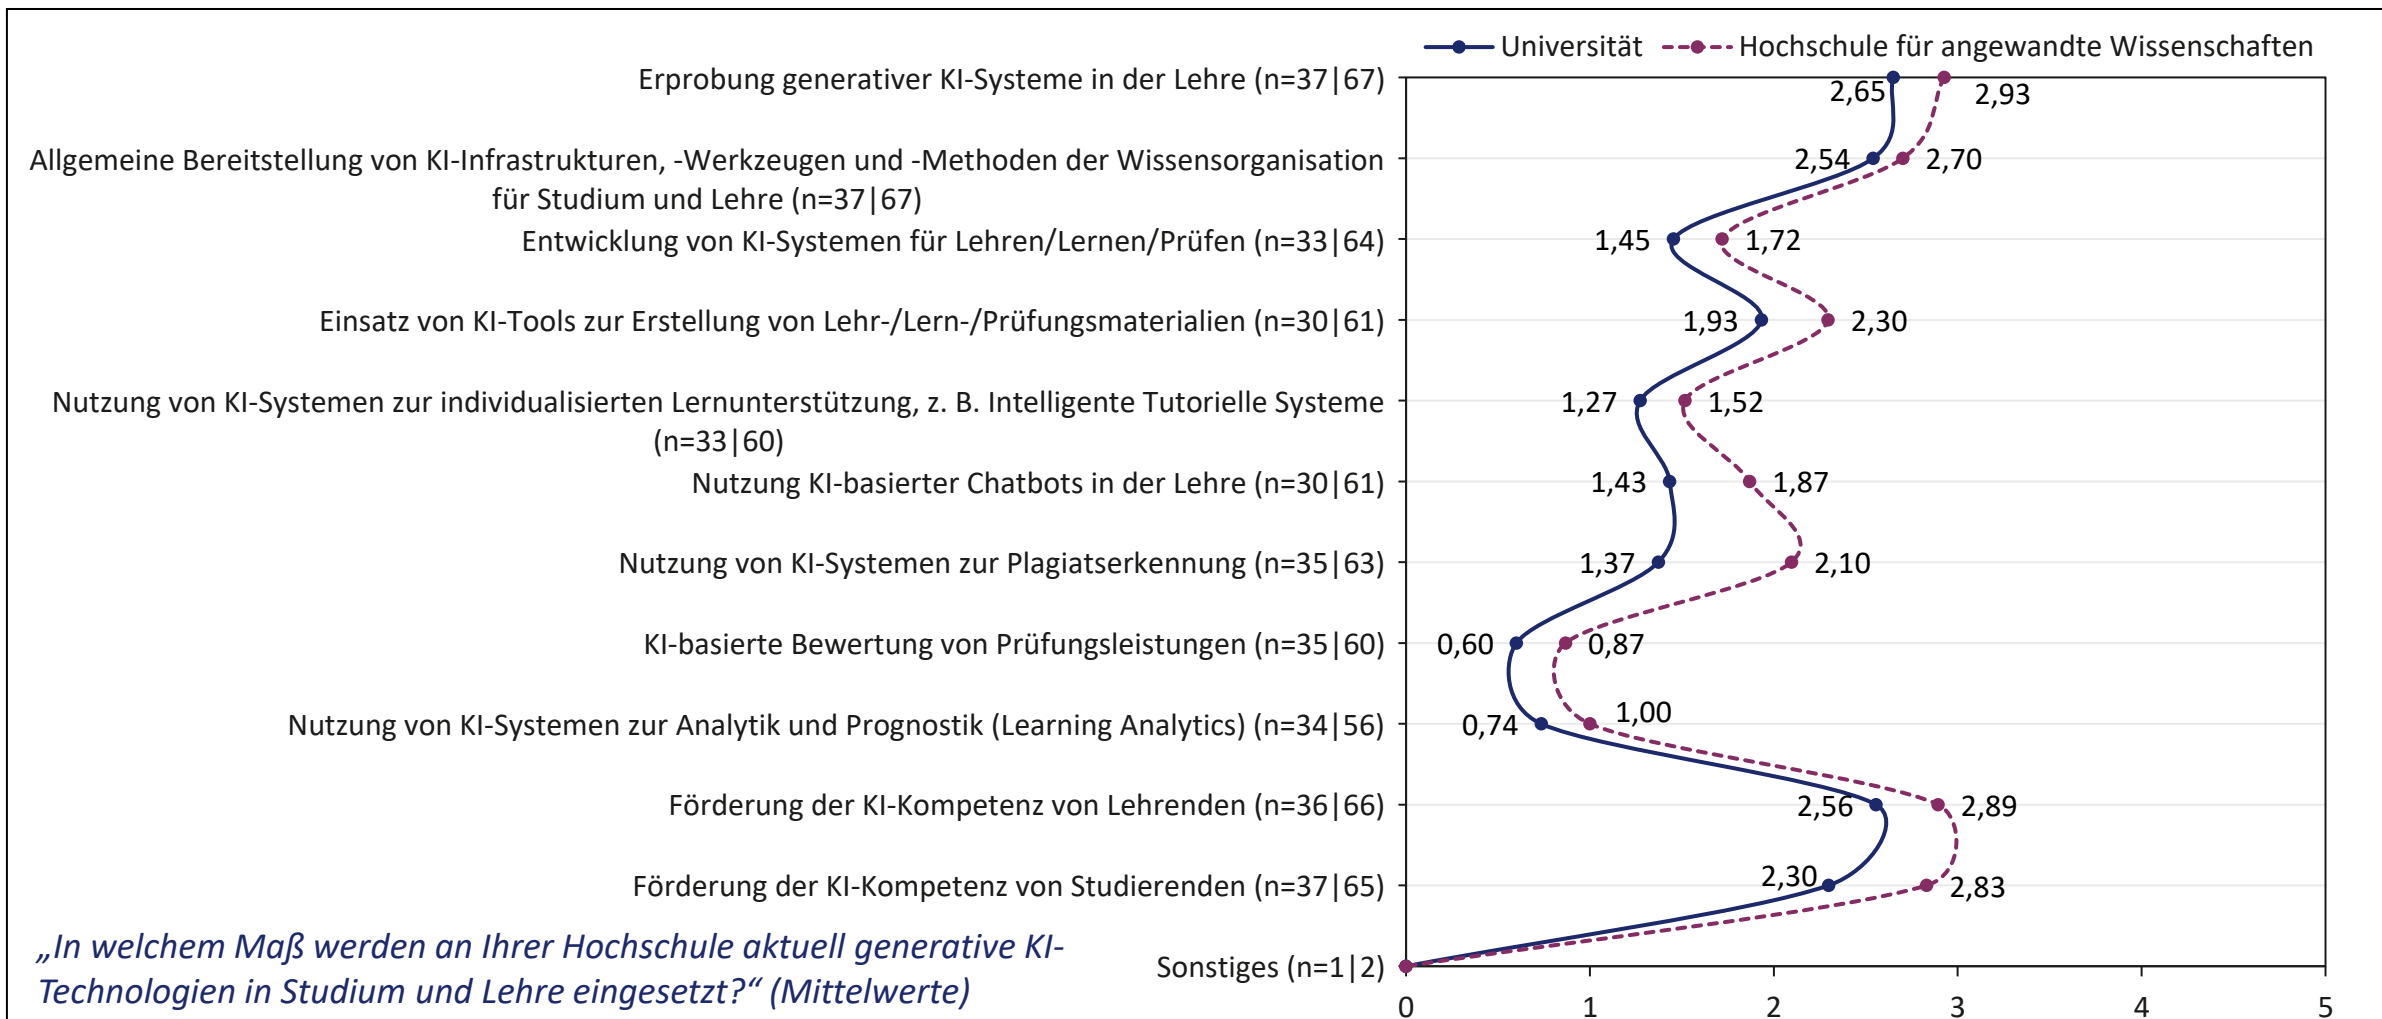 Universität
Hochschule für angewandte Wissenschaften
Erprobung generativer KI-Systeme in der Lehre (n=37|67)
2,65
2,93
Allgemeine Bereitstellung von KI-Infrastrukturen, -Werkzeugen und -Methoden der Wissensorganisation
für Studium und Lehre (n=37|67)
2,54
2,70
Entwicklung von KI-Systemen für Lehren/Lernen/Prüfen (n=33|64)
1,45
1,72
Einsatz von KI-Tools zur Erstellung von Lehr-/Lern-/Prüfungsmaterialien (n=30|61)
1,93
2,30
Nutzung von KI-Systemen zur individualisierten Lernunterstützung, z. B. Intelligente Tutorielle Systeme
(n=33|60)
1,27
1,52
Nutzung KI-basierter Chatbots in der Lehre (n=30|61)
1,43
1,87
Nutzung von KI-Systemen zur Plagiatserkennung (n=35|63)
1,37
2,10
KI-basierte Bewertung von Prüfungsleistungen (n=35|60)
0,60
0,87
Nutzung von KI-Systemen zur Analytik und Prognostik (Learning Analytics) (n=34|56)
0,74
1,00
Förderung der KI-Kompetenz von Lehrenden (n=36|66)
2,56
2,89
Förderung der KI-Kompetenz von Studierenden (n=37|65)
2,30
2,83
Sonstiges (n=1|2)
0 1 2 3 4 5
„In welchem Maß werden an Ihrer Hochschule aktuell generative KI-
Technologien in Studium und Lehre eingesetzt?“ (Mittelwerte)